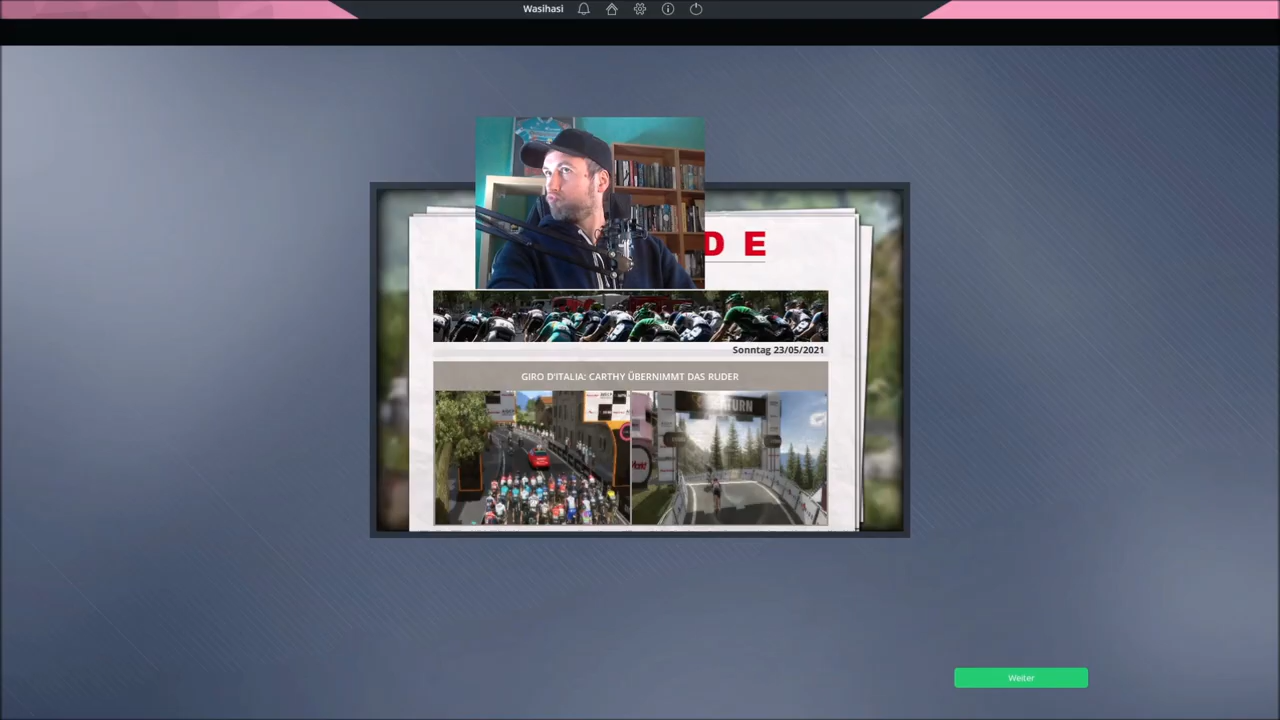 Wasihasi
D E
Sonntag 23/05/2021
GIRO D'ITALIA: CARTHY ÜBERNIMMT DAS RUDER
Weiter